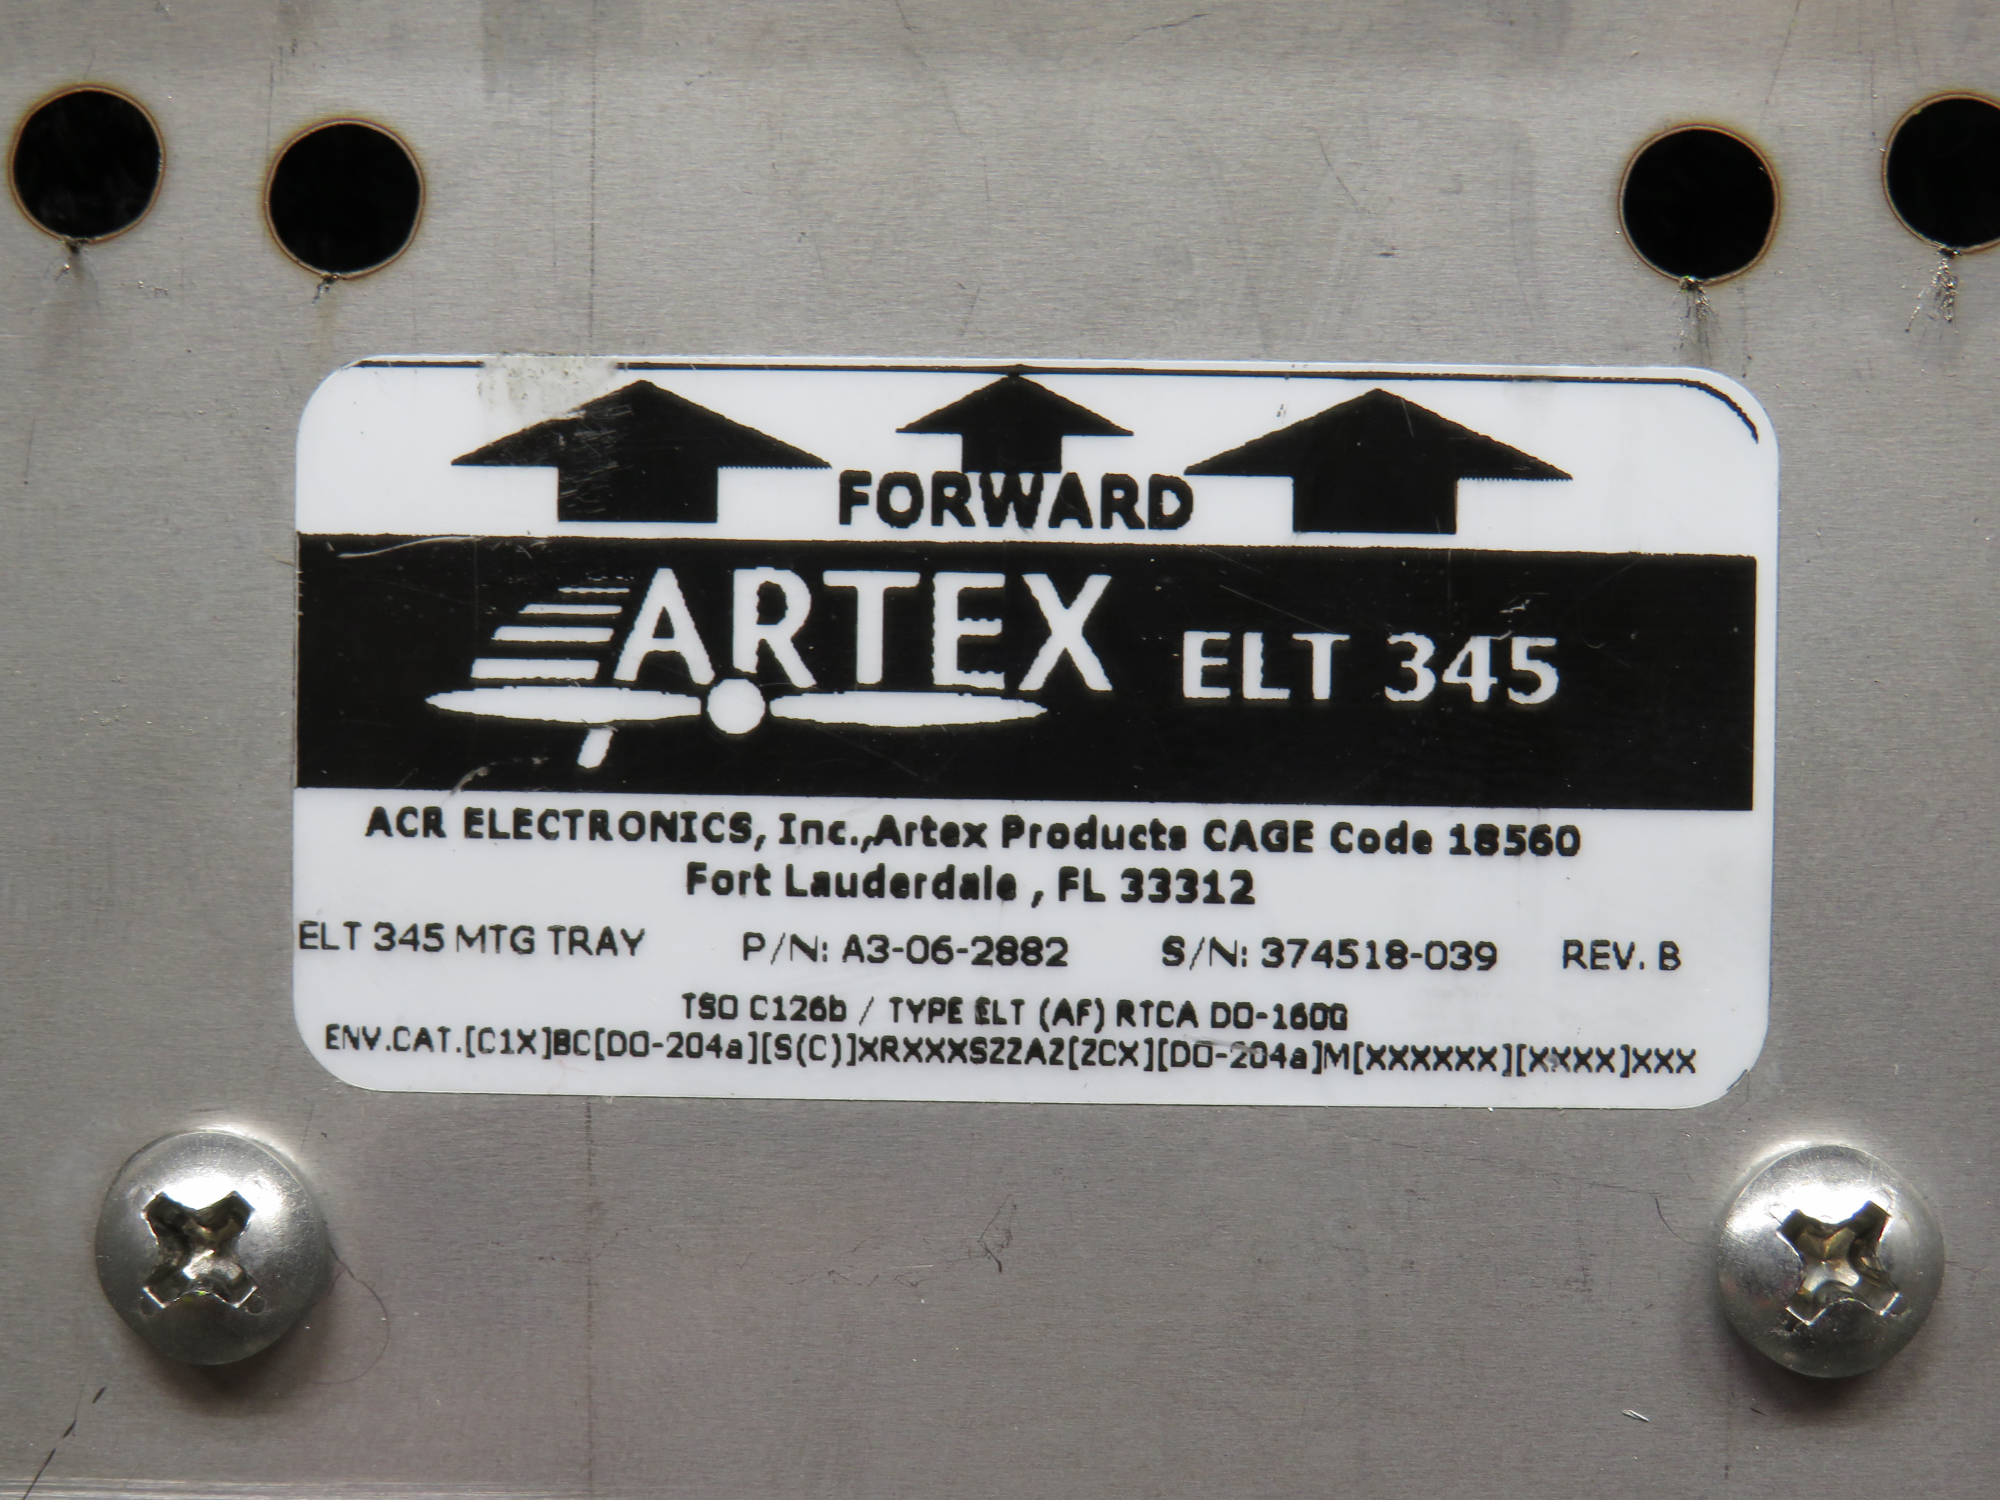 FORWARD
ARTEX ELT 345
ACR ELECTRONICS, Inc.,Artex Products CAGE Code 18560
Fort Lauderdale , FL 33312
ELT 345 MTG TRAY P/N: A3-06-2882 S/N: 374518-039 REV. B
TSO C126b / TYPE ELT (AF) RTCA DO-160G
ENV.CAT.[C1X]BC[DO-204a][S(C)]XRXXXSZZAZ[ZCX][DO-204a]M[XXXXXX][XXXX]XXX